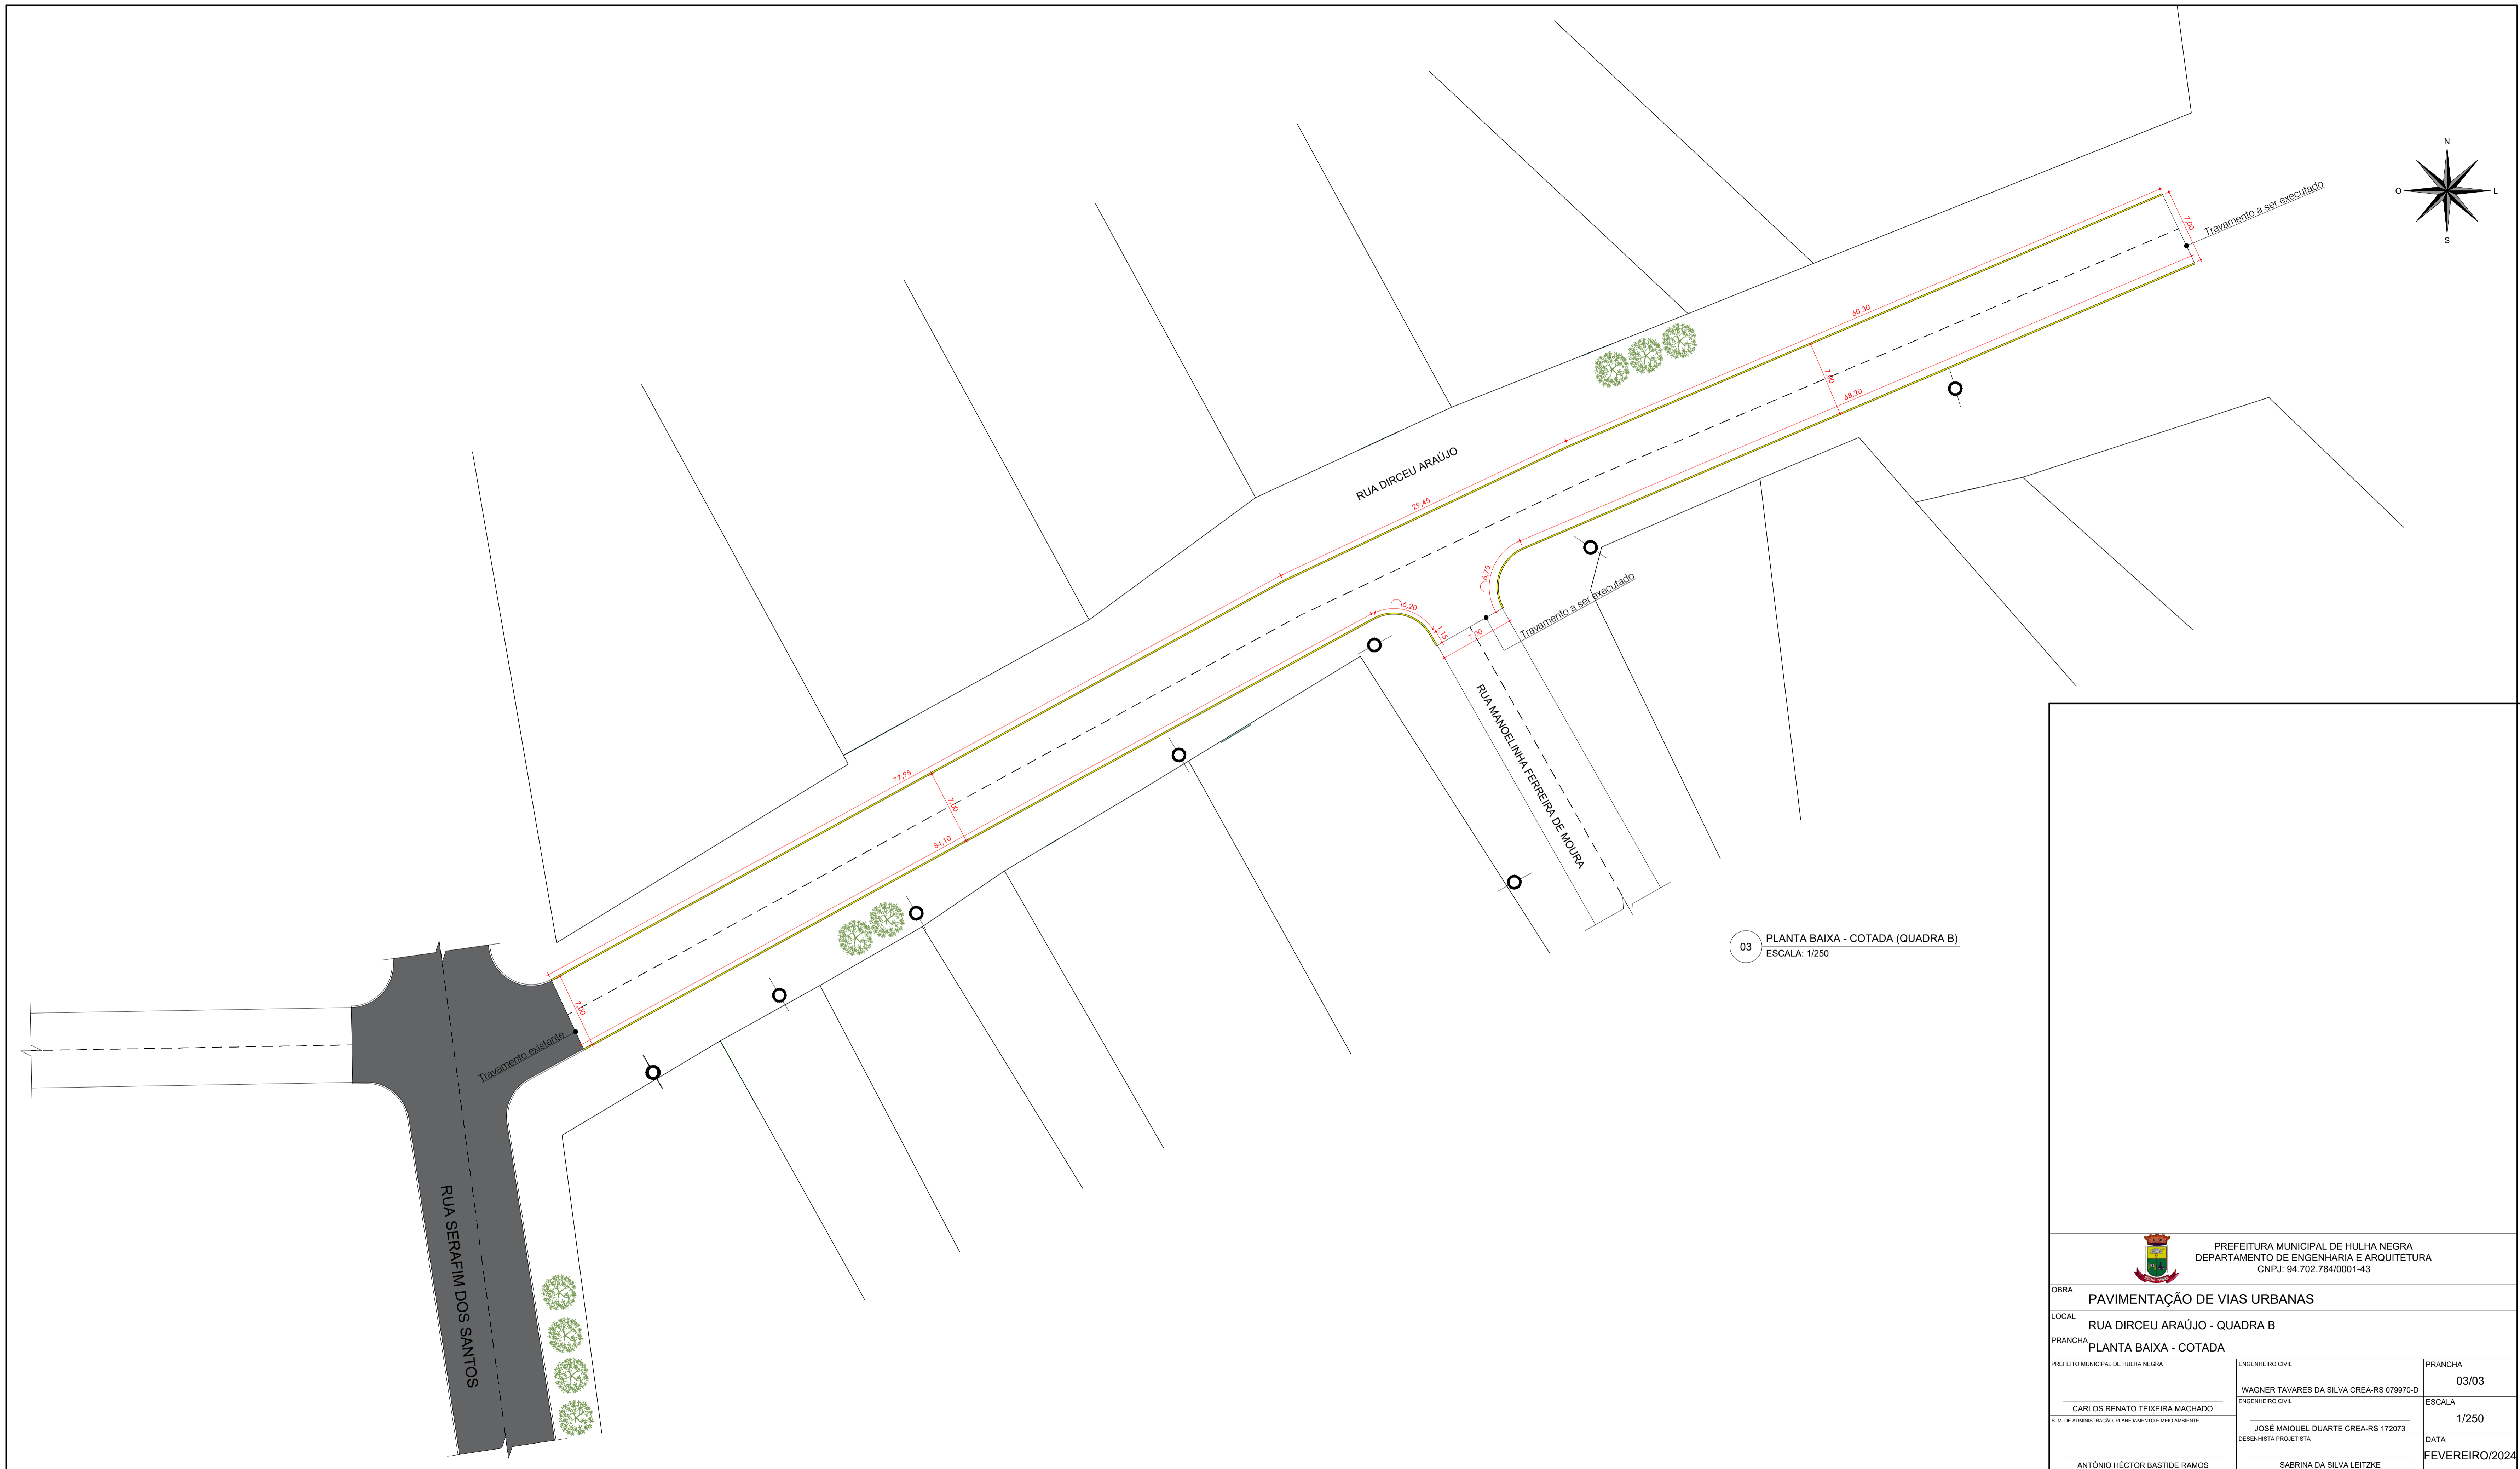 N
O
L
S
Travamento a ser executado
7,00
60,30
7,00
68,20
RUA DIRCEU ARAÚJO
29,45
6,75
6,20
1,15
7,00
Travamento a ser executado
RUA MANOELINHA FERREIRA DE MOURA
77,95
7,00
84,10
7,00
Travamento existente
RUA SERAFIM DOS SANTOS
03
PLANTA BAIXA - COTADA (QUADRA B)
ESCALA: 1/250
PREFEITURA MUNICIPAL DE HULHA NEGRA
DEPARTAMENTO DE ENGENHARIA E ARQUITETURA
CNPJ: 94.702.784/0001-43
OBRA
PAVIMENTAÇÃO DE VIAS URBANAS
LOCAL
RUA DIRCEU ARAÚJO - QUADRA B
PRANCHA
PLANTA BAIXA - COTADA
PREFEITO MUNICIPAL DE HULHA NEGRA
CARLOS RENATO TEIXEIRA MACHADO
S. M. DE ADMINISTRAÇÃO, PLANEJAMENTO E MEIO AMBIENTE
ANTÔNIO HÉCTOR BASTIDE RAMOS
ENGENHEIRO CIVIL
WAGNER TAVARES DA SILVA CREA-RS 079970-D
ENGENHEIRO CIVIL
JOSÉ MAIQUEL DUARTE CREA-RS 172073
DESENHISTA PROJETISTA
SABRINA DA SILVA LEITZKE
PRANCHA
03/03
ESCALA
1/250
DATA
FEVEREIRO/2024